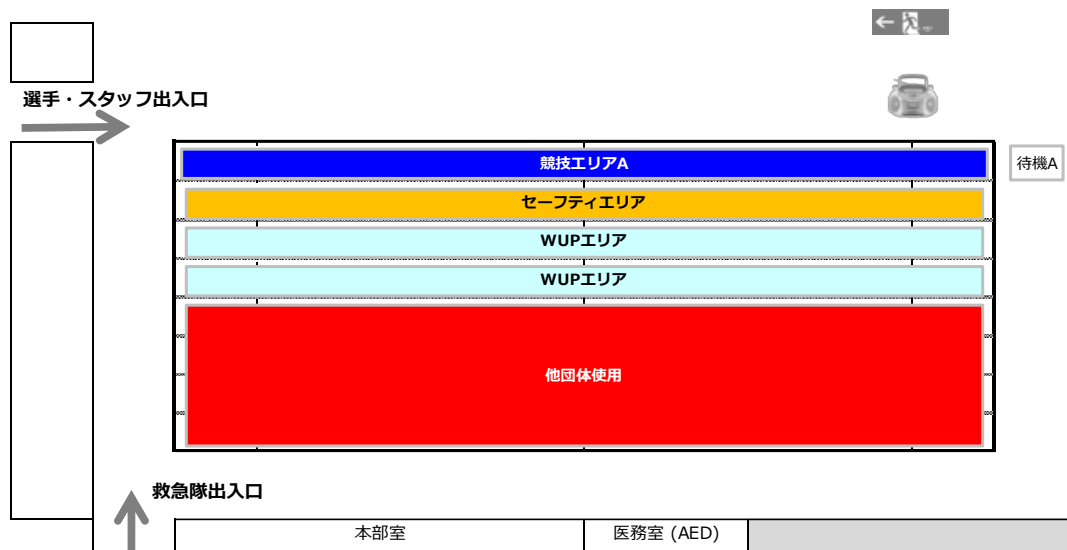 選手・スタッフ出入口
競技エリアA
待機A
セーフティエリア
WUPエリア
WUPエリア
他団体使用
救急隊出入口
本部室
医務室 (AED)